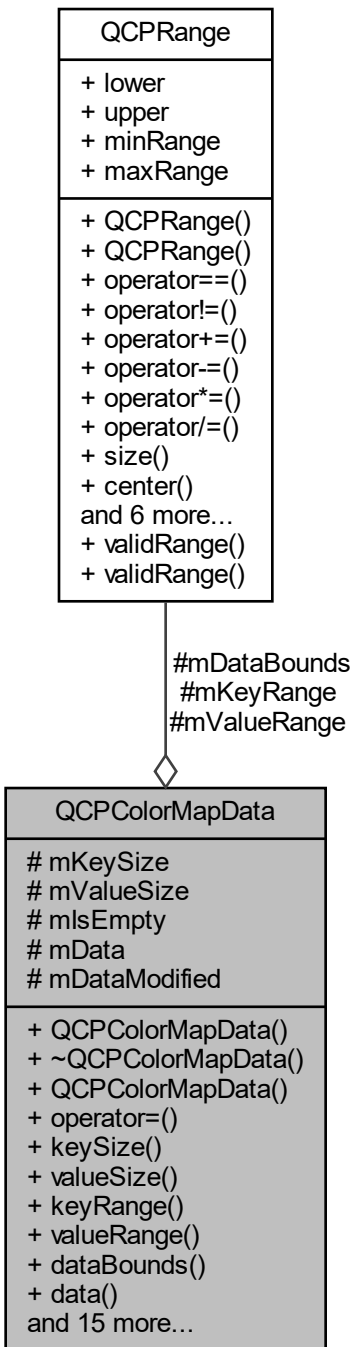 QCPRange
+ lower
+ upper
+ minRange
+ maxRange
+ QCPRange()
+ QCPRange()
+ operator==()
+ operator!=()
+ operator+=()
+ operator-=()
+ operator*=()
+ operator/=()
+ size()
+ center()
and 6 more...
+ validRange()
+ validRange()
#mDataBounds
#mKeyRange
#mValueRange
QCPColorMapData
# mKeySize
# mValueSize
# mIsEmpty
# mData
# mDataModified
+ QCPColorMapData()
+ ~QCPColorMapData()
+ QCPColorMapData()
+ operator=()
+ keySize()
+ valueSize()
+ keyRange()
+ valueRange()
+ dataBounds()
+ data()
and 15 more...